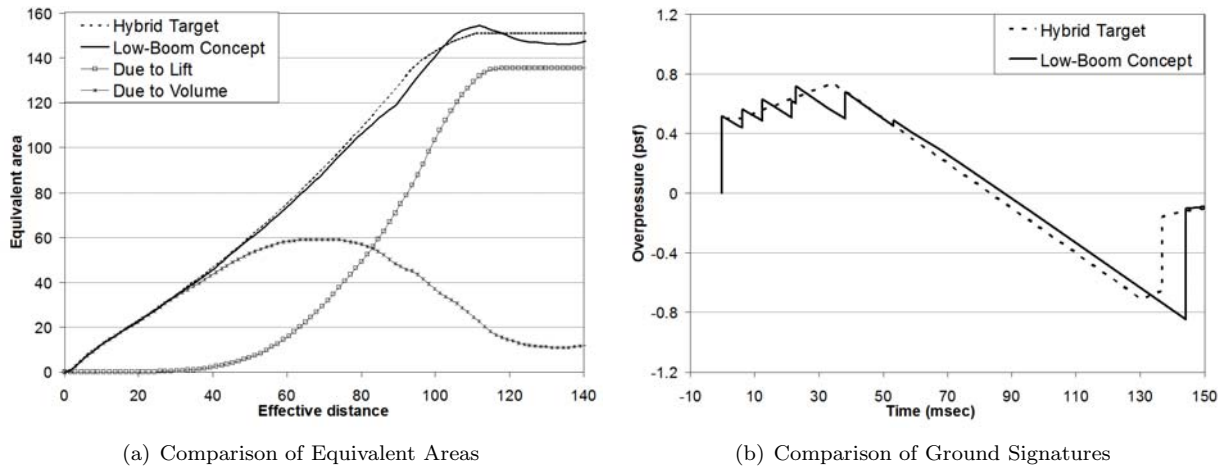 160
140
120
100
80
60
40
20
0
Equivalent area
Hybrid Target
Low-Boom Concept
Due to Lift
Due to Volume
0 20 40 60 80 100 120 140
Effective distance
(a) Comparison of Equivalent Areas
1.2
0.8
0.4
0
-0.4
-0.8
-1.2
Overpressure (psf)
Hybrid Target
Low-Boom Concept
-10 10 30 50 70 90 110 130 150
Time (msec)
(b) Comparison of Ground Signatures